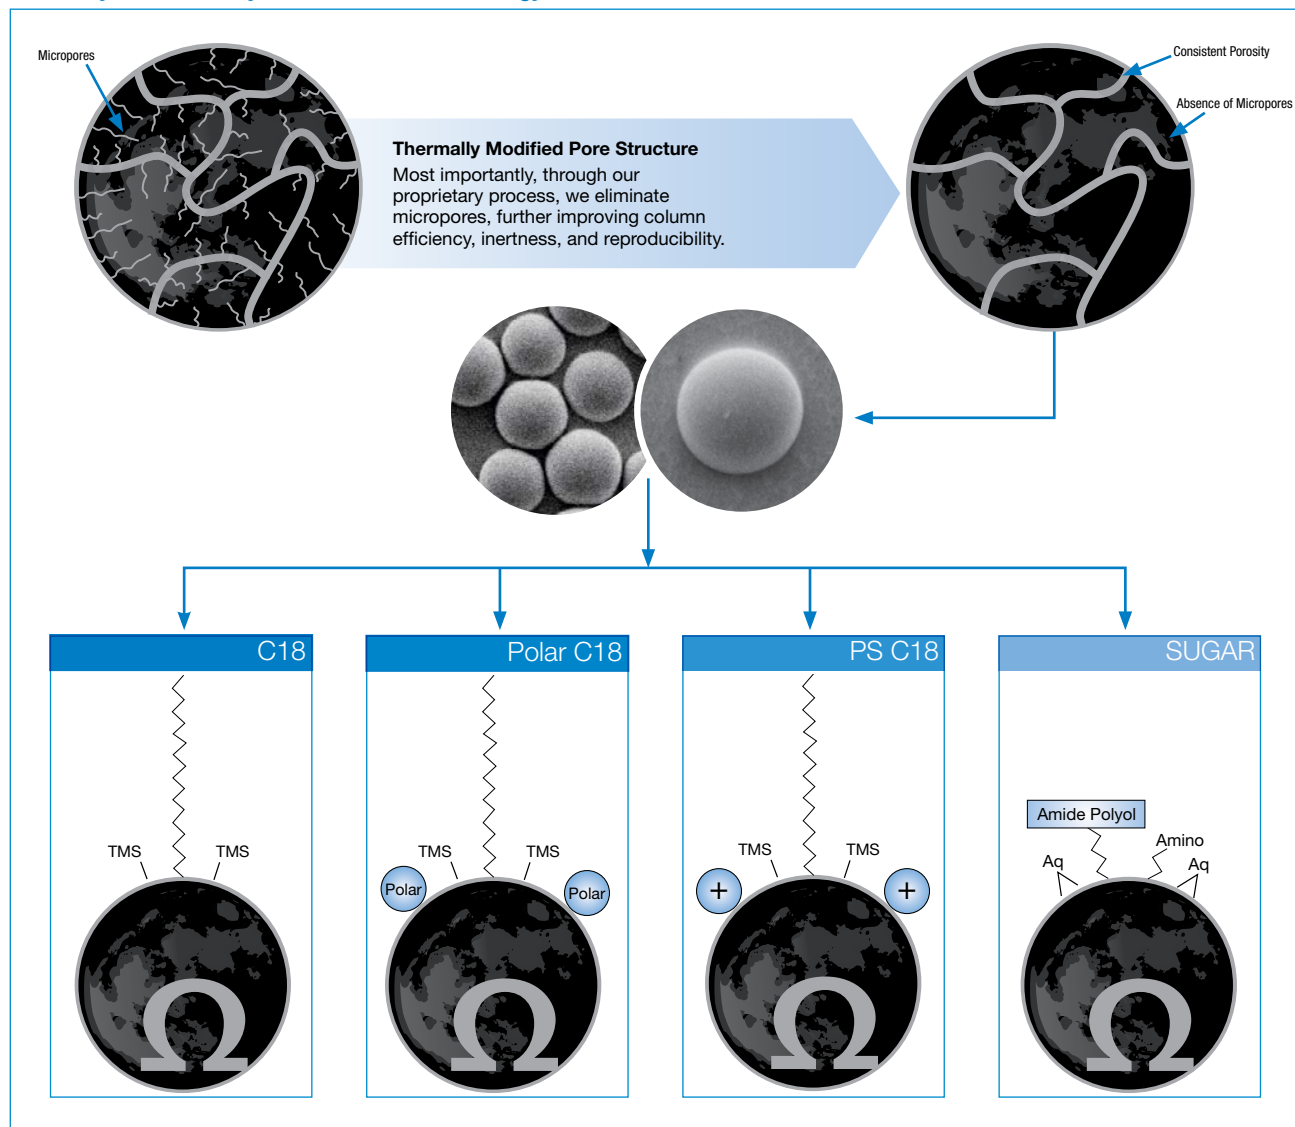 Micropores
Consistent Porosity
Absence of Micropores
Thermally Modified Pore Structure
Most importantly, through our
proprietary process, we eliminate
micropores, further improving column
efficiency, inertness, and reproducibility.
C18
Polar C18
PS C18
SUGAR
TMS TMS
TMS TMS
Polar Polar
TMS TMS
+ +
Amide Polyol
Amino
Aq Aq
Ω Ω Ω Ω